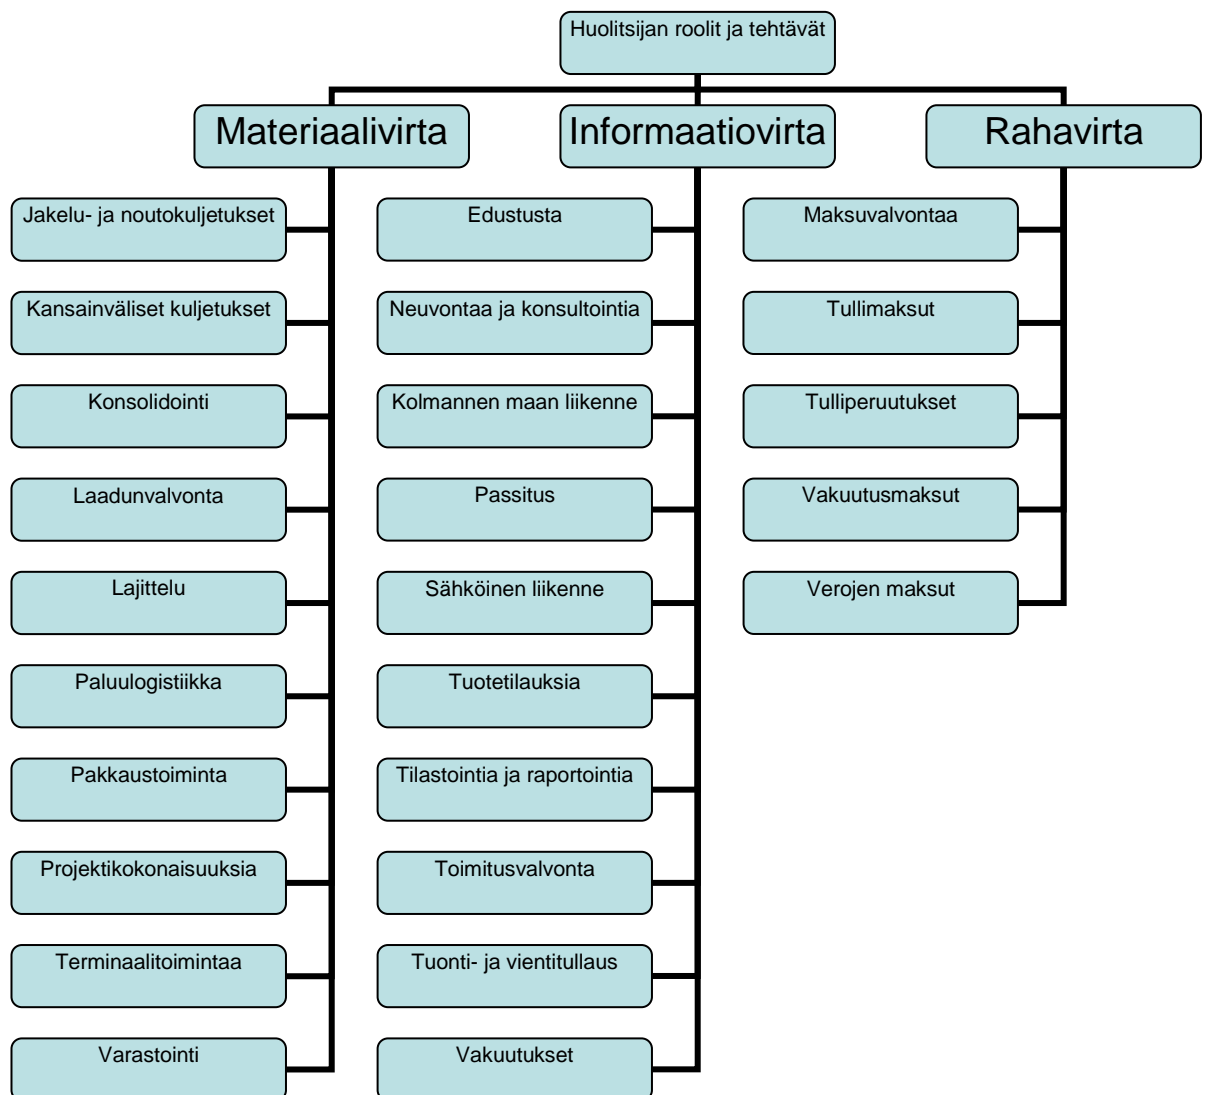 Huolitsijan roolit ja tehtävät
Materiaalivirta
Informaatiovirta
Rahavirta
Jakelu- ja noutokuljetukset
Kansainväliset kuljetukset
Konsolidointi
Laadunvalvonta
Lajittelu
Paluulogistiikka
Pakkaustoiminta
Projektikokonaisuuksia
Terminaalitoimintaa
Varastointi
Edustusta
Neuvontaa ja konsultointia
Kolmannen maan liikenne
Passitus
Sähköinen liikenne
Tuotetilauksia
Tilastointia ja raportointia
Toimitusvalvonta
Tuonti- ja vientitullaus
Vakuutukset
Maksuvalvontaa
Tullimaksut
Tulliperuutukset
Vakuutusmaksut
Verojen maksut